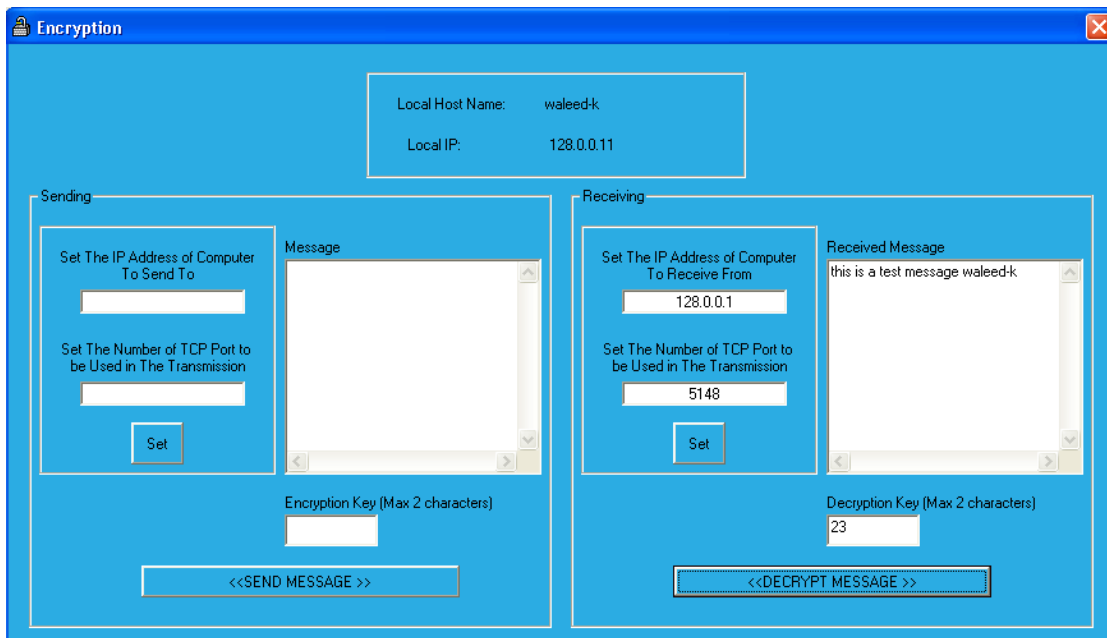 Encryption
Local Host Name: waleed-k
Local IP: 128.0.0.11
Sending
Set The IP Address of Computer
To Send To
Set The Number of TCP Port to
be Used in The Transmission
Set
Message
Encryption Key (Max 2 characters)
<<SEND MESSAGE >>
Receiving
Set The IP Address of Computer
To Receive From
128.0.0.1
Set The Number of TCP Port to
be Used in The Transmission
5148
Set
Received Message
this is a test message waleed-k
Decryption Key (Max 2 characters)
23
<<DECRYPT MESSAGE >>